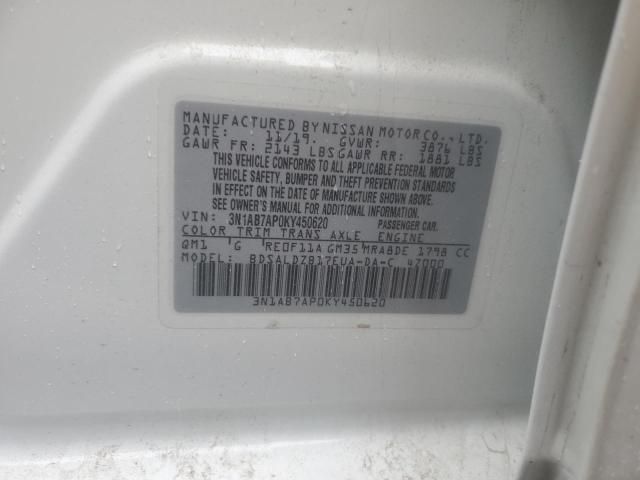 MANUFACTURED BY NISSAN MOTOR CO., LTD.
DATE: 11/19. GVWR: 3876 LBS
GAWR FR: 2143 LBS GAWR RR: 1881 LBS
THIS VEHICLE CONFORMS TO ALL APPLICABLE FEDERAL MOTOR
VEHICLE SAFETY, BUMPER AND THEFT PREVENTION STANDARDS
IN EFFECT ON THE DATE OF MANUFACTURE SHOWN ABOVE.
SEE OWNER'S MANUAL FOR ADDITIONAL INFORMATION.
VIN: 3N1AB7AP0KY450620 PASSENGER CAR.
COLOR TRIM TRANS AXLE ENGINE
QM1 G RE0F11A GM35 MRA8DE 1798 CC
MODEL: BDSALDZB17EUA-DA-C 47000
3N1AB7AP0KY450620